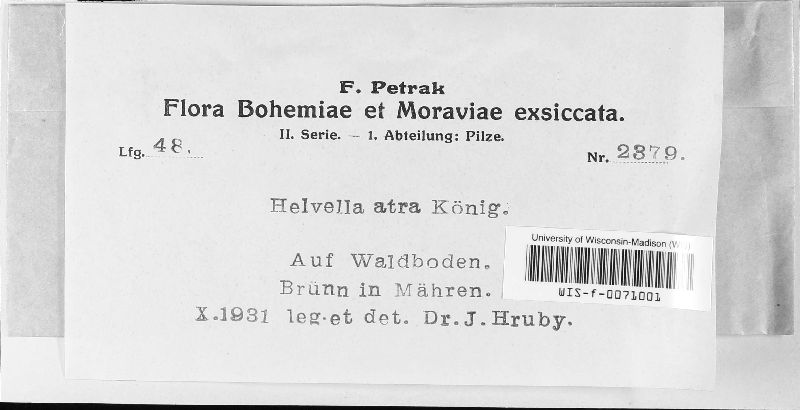 F. Petrak
Flora Bohemiae et Moraviae exsiccata.
II. Serie. — 1. Abteilung: Pilze.
Lfg. 48.
Nr. 2379.
Helvella atra König.
Auf Waldboden.
Brünn in Mähren.
X.1931 leg.et det. Dr.J.Hruby.
University of Wisconsin-Madison (WIS)
WIS-f-0071001